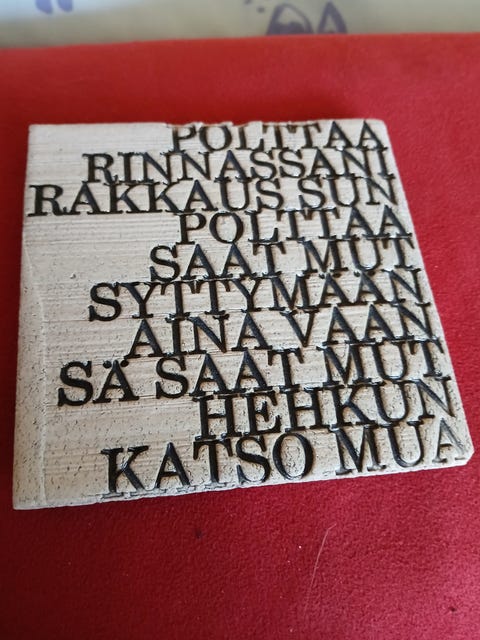 POLTTAA
RINNASSANI
RAKKAUS SUN
POLTTAA
SAAT MUT
SYTTYMÄÄN
AINA VAAN
SÄ SAAT MUT
HEHKUN
KATSO MUA